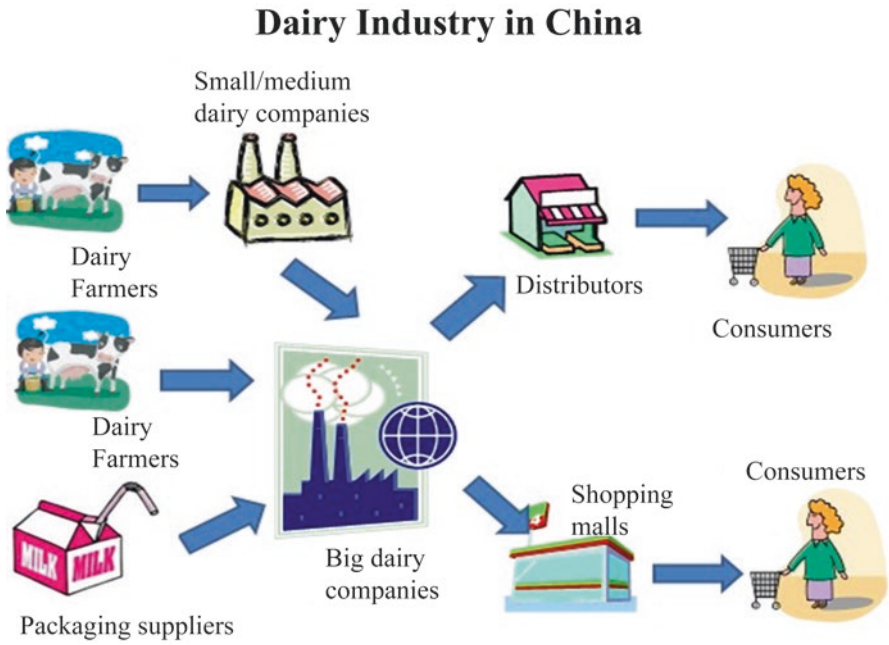 Dairy Industry in China
Small/medium
dairy companies
Dairy
Farmers
Distributors
Consumers
Dairy
Farmers
Consumers
Shopping
malls
MILK MILK
Big dairy
companies
Packaging suppliers